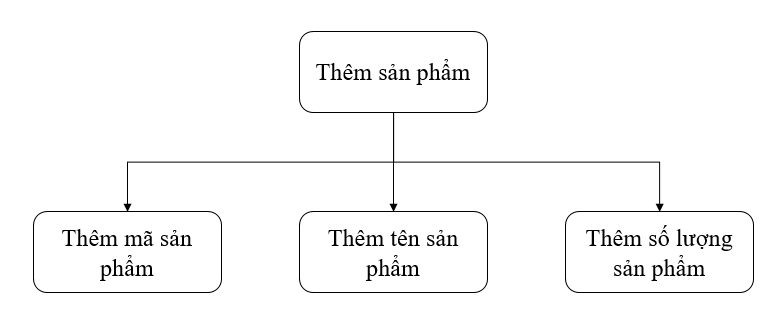 Thêm sản phẩm
Thêm mã sản
phẩm
Thêm tên sản
phẩm
Thêm số lượng
sản phẩm